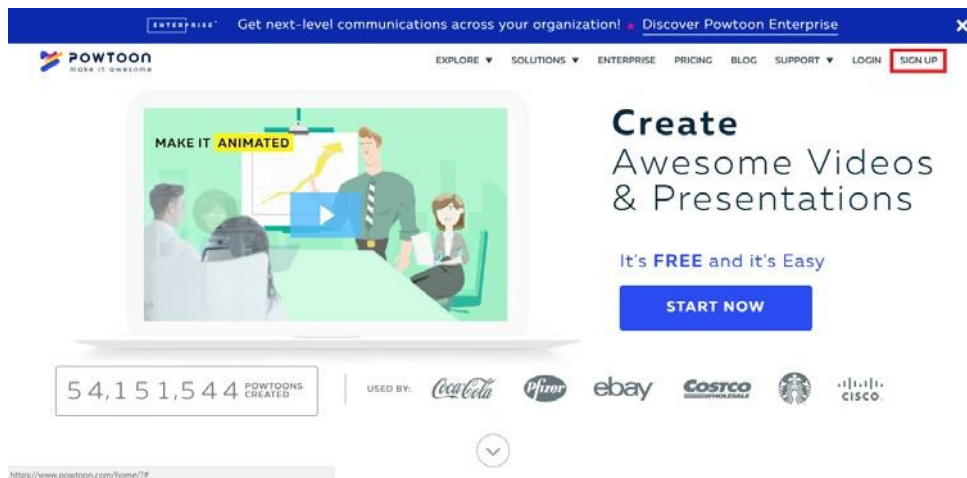 ENTERPRISE Get next-level communications across your organization! Discover Powtoon Enterprise X
POWTOON
make it awesome
EXPLORE ▼ SOLUTIONS ▼ ENTERPRISE PRICING BLOG SUPPORT ▼ LOGIN SIGN UP
MAKE IT ANIMATED
Create
Awesome Videos
& Presentations
It's FREE and it's Easy
START NOW
54,151,544 POWTOONS
CREATED
USED BY: Coca-Cola Pfizer ebay COSTCO
WHOLESALE
CISCO
https://www.powtoon.com/home/?#